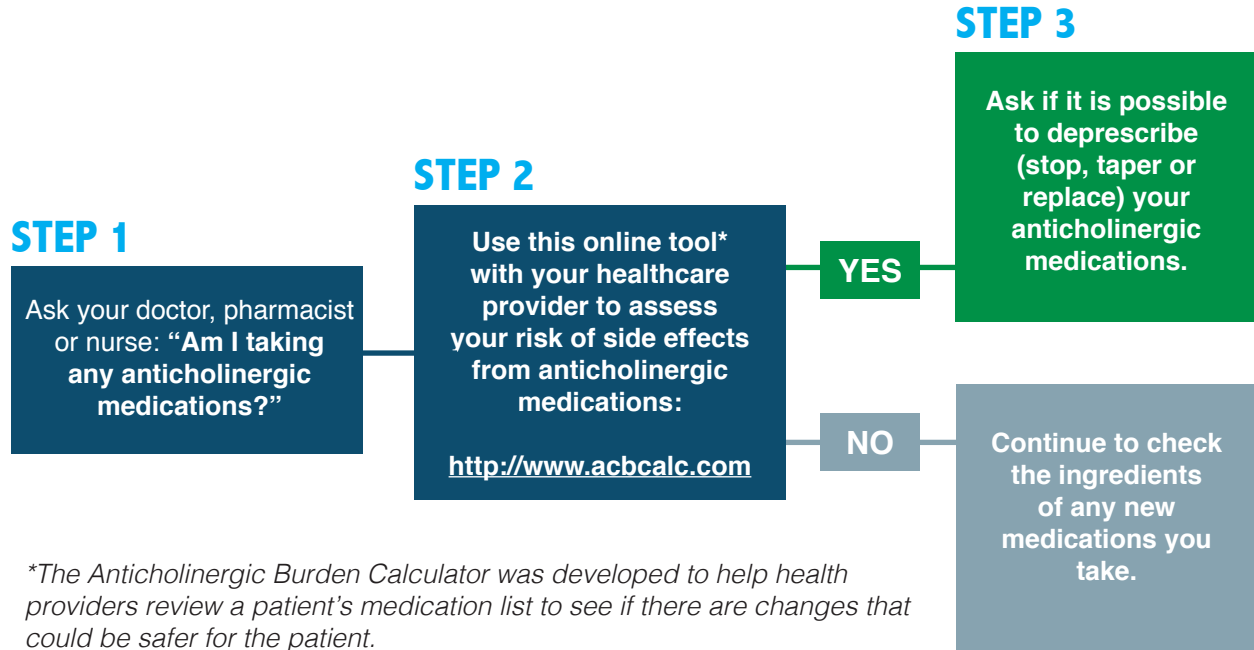 STEP 1
Ask your doctor, pharmacist
or nurse: “Am I taking
any anticholinergic
medications?”
STEP 2
Use this online tool*
with your healthcare
provider to assess
your risk of side effects
from anticholinergic
medications:
http://www.acbcalc.com
YES
STEP 3
Ask if it is possible
to deprescribe
(stop, taper or
replace) your
anticholinergic
medications.
NO
Continue to check
the ingredients
of any new
medications you
take.
*The Anticholinergic Burden Calculator was developed to help health
providers review a patient’s medication list to see if there are changes that
could be safer for the patient.